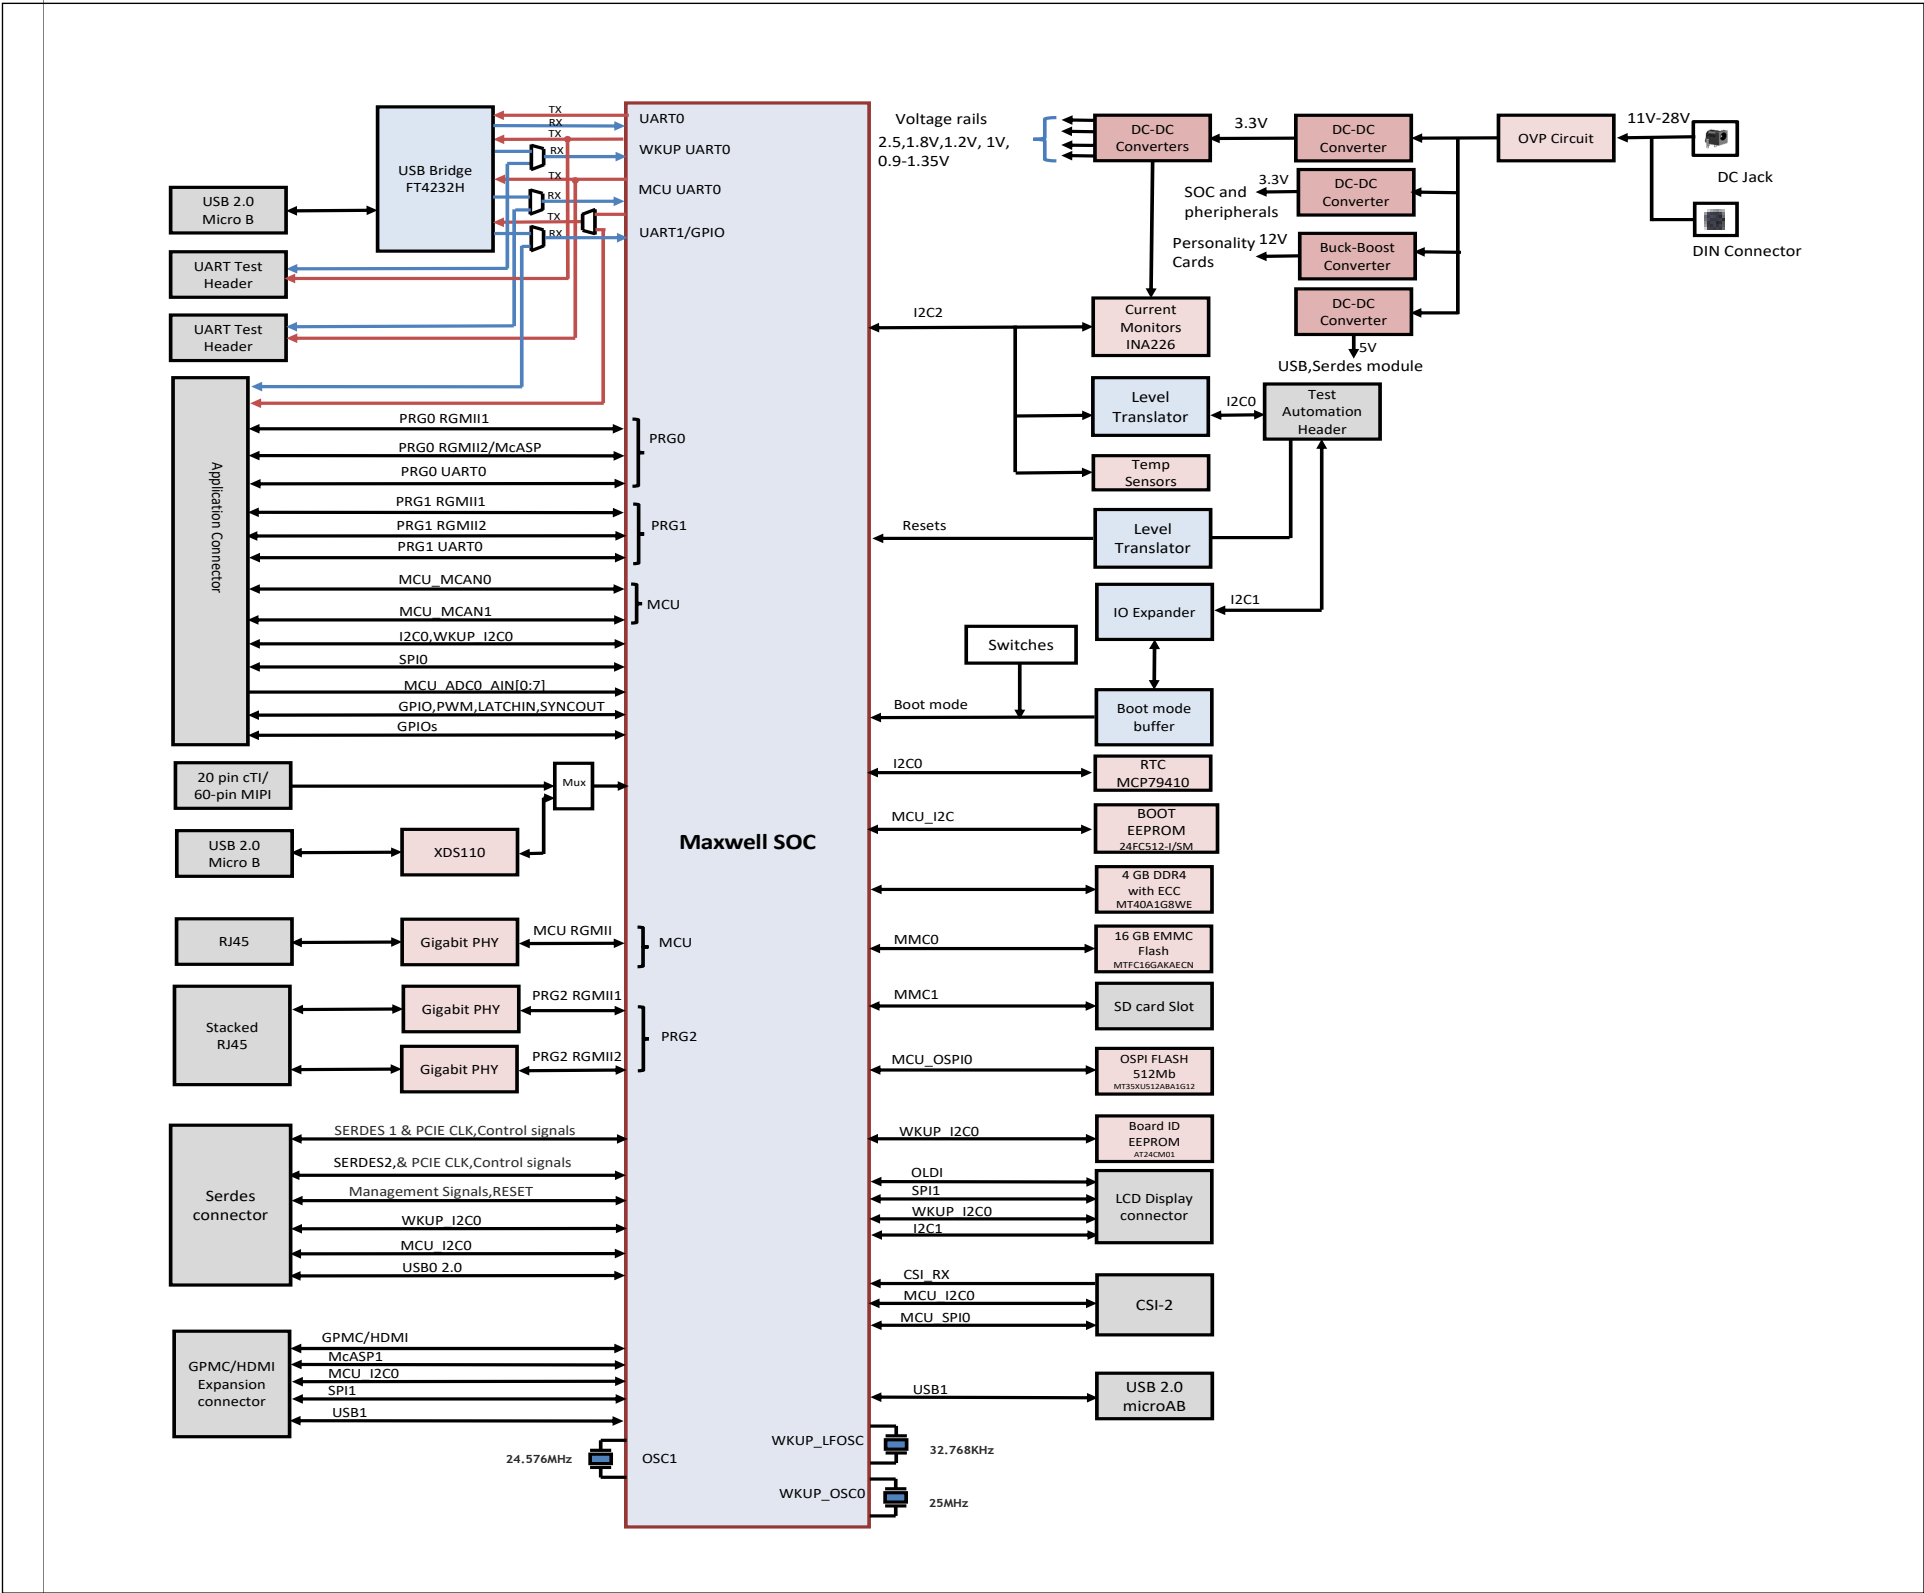 TX
RX
TX
RX
TX
RX
TX
RX
UART0
WKUP UART0
MCU UART0
UART1/GPIO
USB Bridge
FT4232H
USB 2.0
Micro B
UART Test
Header
UART Test
Header
Application Connector
PRG0 RGMII1
PRG0 RGMII2/McASP
PRG0 UART0
PRG0
PRG1 RGMII1
PRG1 RGMII2
PRG1 UART0
PRG1
MCU_MCAN0
MCU_MCAN1
MCU
I2C0,WKUP_I2C0
SPI0
MCU_ADC0_AIN[0:7]
GPIO,PWM,LATCHIN,SYNCOUT
GPIOs
20 pin cTI/
60-pin MIPI
Mux
USB 2.0
Micro B
XDS110
Maxwell SOC
RJ45
Gigabit PHY
MCU RGMII
MCU
Stacked
RJ45
Gigabit PHY
PRG2 RGMII1
Gigabit PHY
PRG2 RGMII2
PRG2
Serdes
connector
SERDES 1 & PCIE CLK,Control signals
SERDES2,& PCIE CLK,Control signals
Management Signals,RESET
WKUP_I2C0
MCU_I2C0
USB0 2.0
GPMC/HDMI
Expansion
connector
GPMC/HDMI
McASP1
MCU_I2C0
SPI1
USB1
24.576MHz
OSC1
WKUP_LFOSC
32.768KHz
WKUP_OSC0
25MHz
Voltage rails
2.5,1.8V,1.2V, 1V,
0.9-1.35V
DC-DC
Converters
3.3V
DC-DC
Converter
OVP Circuit
11V-28V
DC Jack
DIN Connector
SOC and
pheripherals
3.3V
DC-DC
Converter
Personality
Cards
12V
Buck-Boost
Converter
DC-DC
Converter
5V
USB,Serdes module
I2C2
Current
Monitors
INA226
Level
Translator
I2C0
Test
Automation
Header
Temp
Sensors
Resets
Level
Translator
IO Expander
I2C1
Switches
Boot mode
Boot mode
buffer
I2C0
RTC
MCP79410
MCU_I2C
BOOT
EEPROM
24FC512-I/SM
4 GB DDR4
with ECC
MT40A1G8WE
MMC0
16 GB EMMC
Flash
MTFC16GAKAECN
MMC1
SD card Slot
MCU_OSPI0
OSPI FLASH
512Mb
MT35XU512ABA1G12
WKUP_I2C0
Board ID
EEPROM
AT24CM01
OLDI
SPI1
WKUP_I2C0
I2C1
LCD Display
connector
CSI_RX
MCU_I2C0
MCU_SPI0
CSI-2
USB1
USB 2.0
microAB